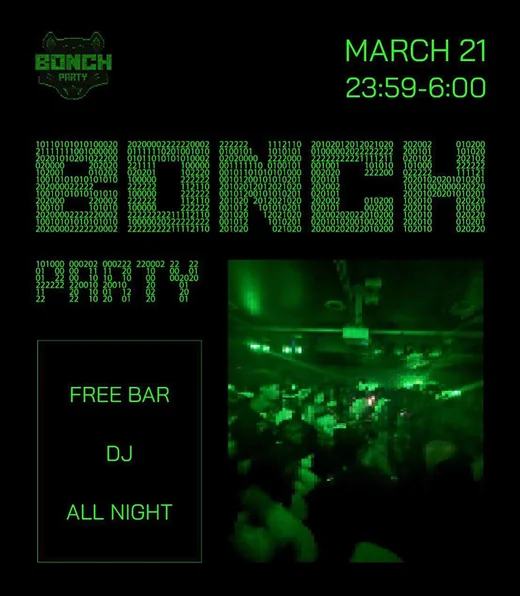 BONCH
PARTY
MARCH 21
23:59-6:00
BONCH
PARTY
FREE BAR
DJ
ALL NIGHT